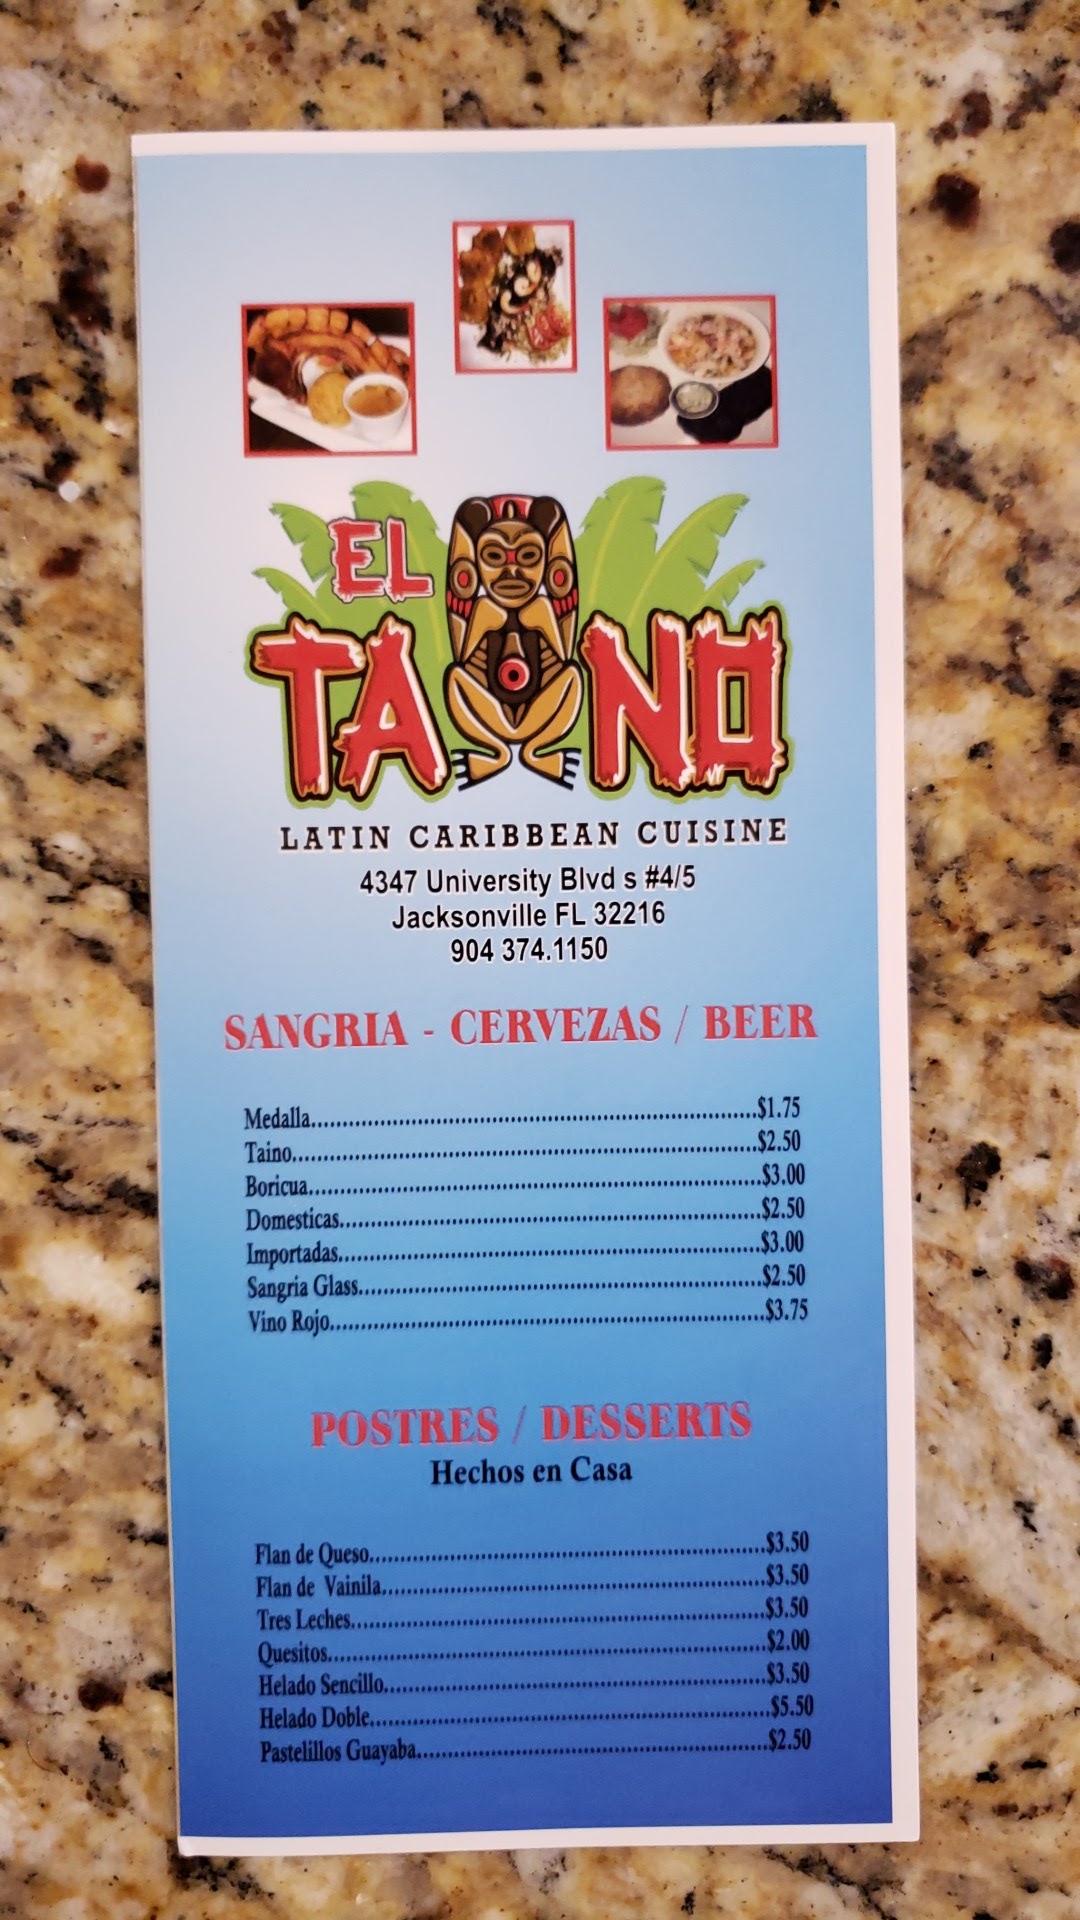 EL
TAINO
LATIN CARIBBEAN CUISINE
4347 University Blvd s #4/5
Jacksonville FL 32216
904 374.1150
SANGRIA - CERVEZAS / BEER
Medalla....................$1.75
Taino....................$2.50
Boricua....................$3.00
Domesticas....................$2.50
Importadas....................$3.00
Sangria Glass....................$2.50
Vino Rojo....................$3.75
POSTRES / DESSERTS
Hechos en Casa
Flan de Queso....................$3.50
Flan de Vainila....................$3.50
Tres Leches....................$3.50
Quesitos....................$2.00
Helado Sencillo....................$3.50
Helado Doble....................$5.50
Pastelillos Guayaba....................$2.50